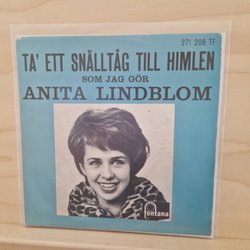 271 208 TF
TA' ETT SNÄLLTÅG TILL HIMLEN
SOM JAG GÖR
ANITA LINDBLOM
fontana